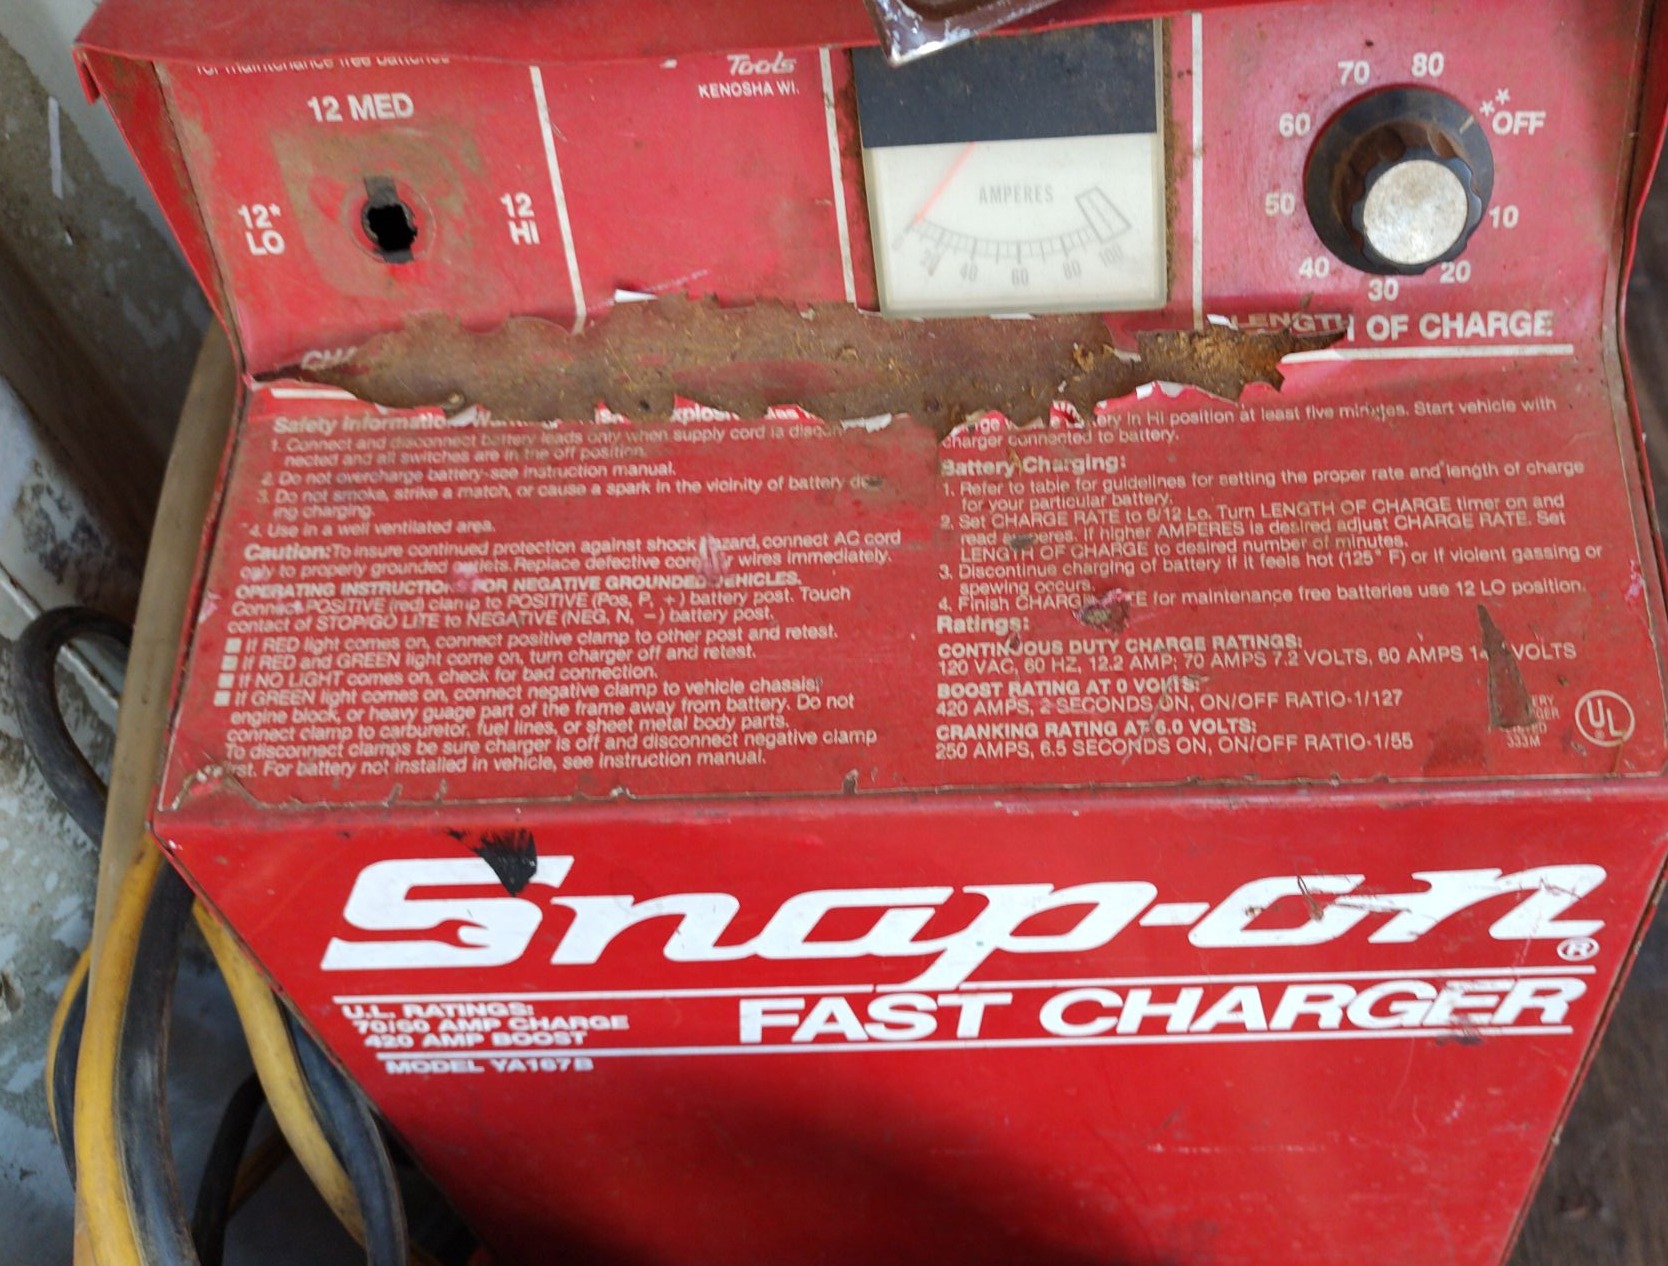 for maintenance free batteries
12 MED
12*
LO
12
HI
Tools
KENOSHA WI.
AMPERES
0 20 40 60 80 100
** OFF
10
20
30
40
50
60
70
80
LENGTH OF CHARGE
Safety Information
1. Connect and disconnect battery leads only when supply cord is discon-
nected and all switches are in the off position.
2. Do not overcharge battery-see instruction manual.
3. Do not smoke, strike a match, or cause a spark in the vicinity of battery
ing charging.
4. Use in a well ventilated area.
Caution: To insure continued protection against shock hazard, connect AC cord
only to properly grounded outlets. Replace defective cord or wires immediately.
OPERATING INSTRUCTIONS FOR NEGATIVE GROUNDED VEHICLES.
Connect POSITIVE (red) clamp to POSITIVE (Pos, P, +) battery post. Touch
contact of STOP/GO LITE to NEGATIVE (NEG, N, −) battery post.
■ If RED light comes on, connect positive clamp to other post and retest.
■ If RED and GREEN light come on, turn charger off and retest.
■ If NO LIGHT comes on, check for bad connection.
■ If GREEN light comes on, connect negative clamp to vehicle chassis,
engine block, or heavy guage part of the frame away from battery. Do not
connect clamp to carburetor, fuel lines, or sheet metal body parts.
To disconnect clamps be sure charger is off and disconnect negative clamp
first. For battery not installed in vehicle, see instruction manual.
in Hi position at least five minutes. Start vehicle with
charger connected to battery.
Battery Charging:
1. Refer to table for guidelines for setting the proper rate and length of charge
for your particular battery.
2. Set CHARGE RATE to 6/12 Lo. Turn LENGTH OF CHARGE timer on and
read amperes. If higher AMPERES is desired adjust CHARGE RATE. Set
LENGTH OF CHARGE to desired number of minutes.
3. Discontinue charging of battery if it feels hot (125° F) or if violent gassing or
spewing occurs.
4. Finish CHARGE RATE for maintenance free batteries use 12 LO position.
Ratings:
CONTINUOUS DUTY CHARGE RATINGS:
120 VAC, 60 HZ, 12.2 AMP: 70 AMPS 7.2 VOLTS, 60 AMPS VOLTS
BOOST RATING AT 0 VOLTS:
420 AMPS, 2 SECONDS ON, ON/OFF RATIO-1/127
CRANKING RATING AT 6.0 VOLTS:
250 AMPS, 6.5 SECONDS ON, ON/OFF RATIO-1/55
333M
UL
Snap-on®
FAST CHARGER
U.L. RATINGS:
70/60 AMP CHARGE
420 AMP BOOST
MODEL YA167B